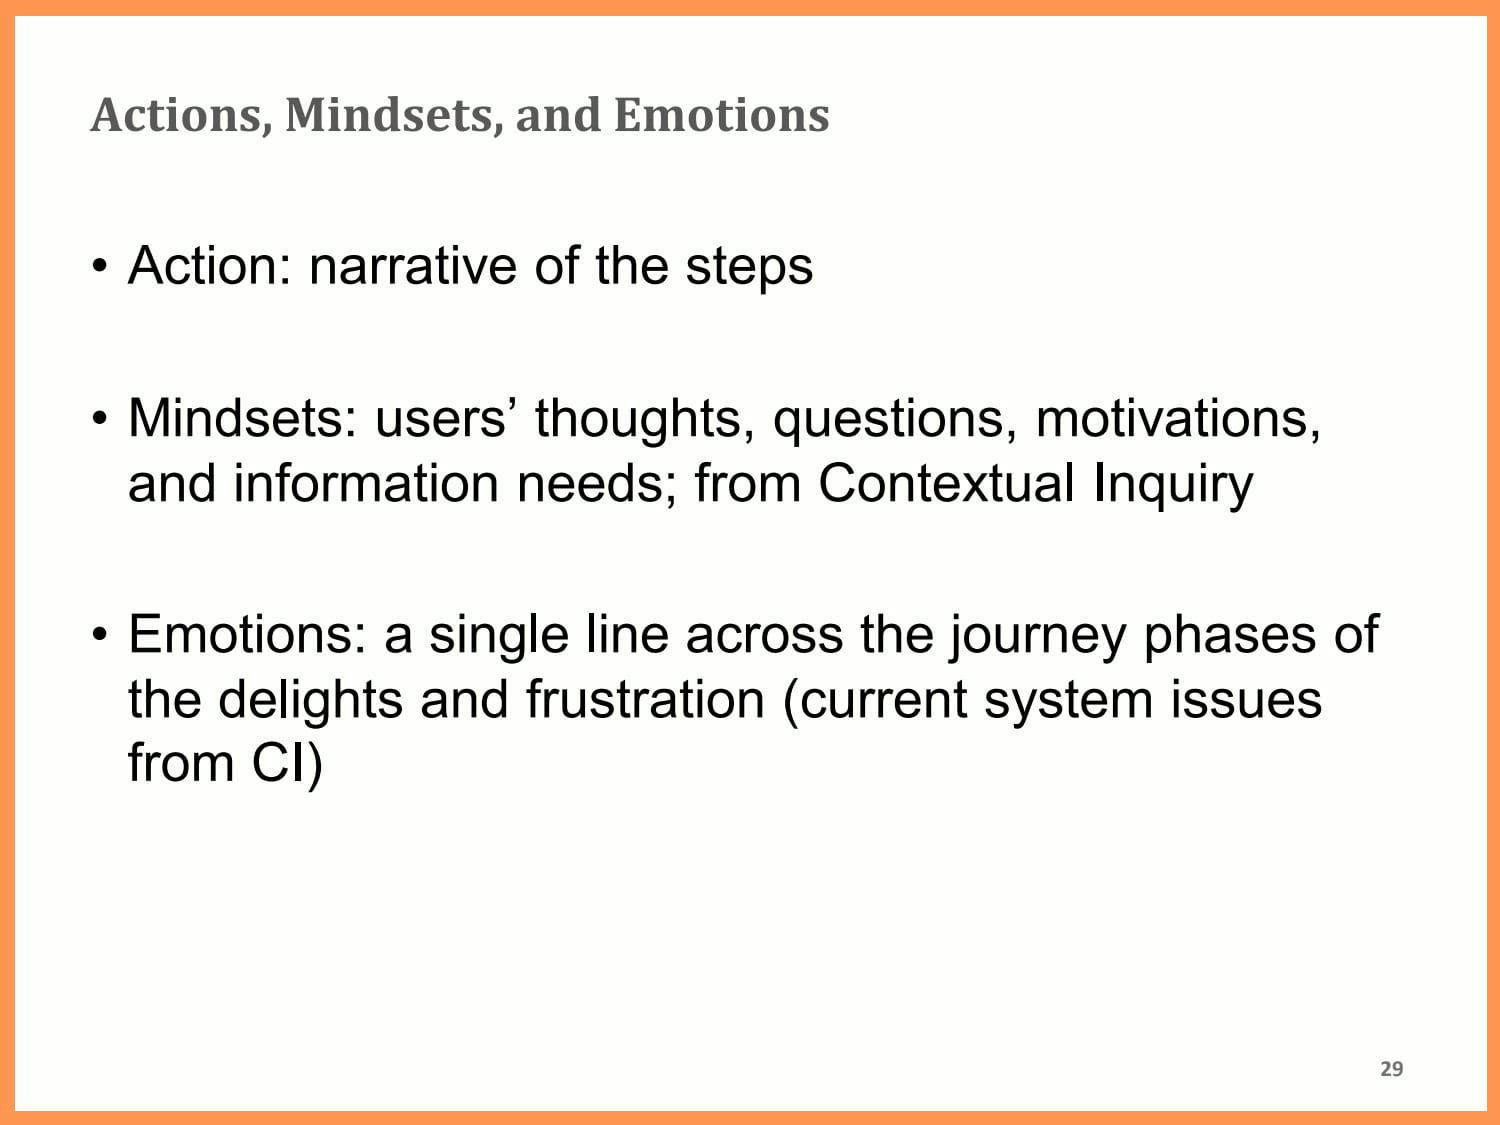 Actions, Mindsets, and Emotions
• Action: narrative of the steps
• Mindsets: users’ thoughts, questions, motivations,
and information needs; from Contextual Inquiry
• Emotions: a single line across the journey phases of
the delights and frustration (current system issues
from CI)
29